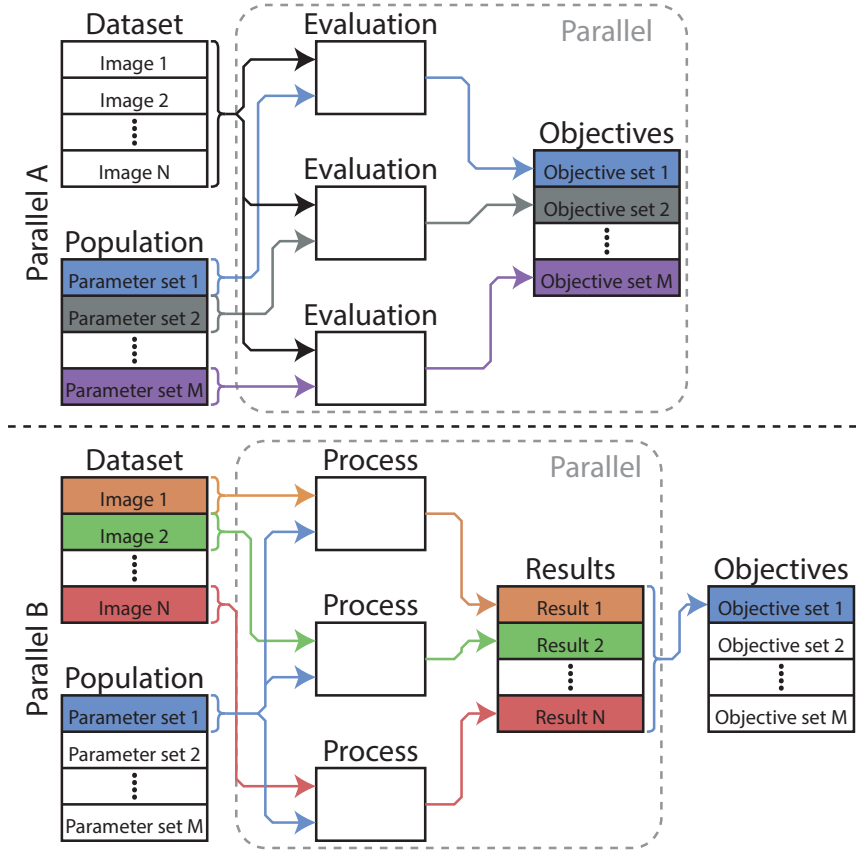 Parallel A
Dataset
Image 1
Image 2
Image N
Population
Parameter set 1
Parameter set 2
Parameter set M
Parallel
Evaluation
Evaluation
Evaluation
Objectives
Objective set 1
Objective set 2
Objective set M
Parallel B
Dataset
Image 1
Image 2
Image N
Population
Parameter set 1
Parameter set 2
Parameter set M
Parallel
Process
Process
Process
Results
Result 1
Result 2
Result N
Objectives
Objective set 1
Objective set 2
Objective set M